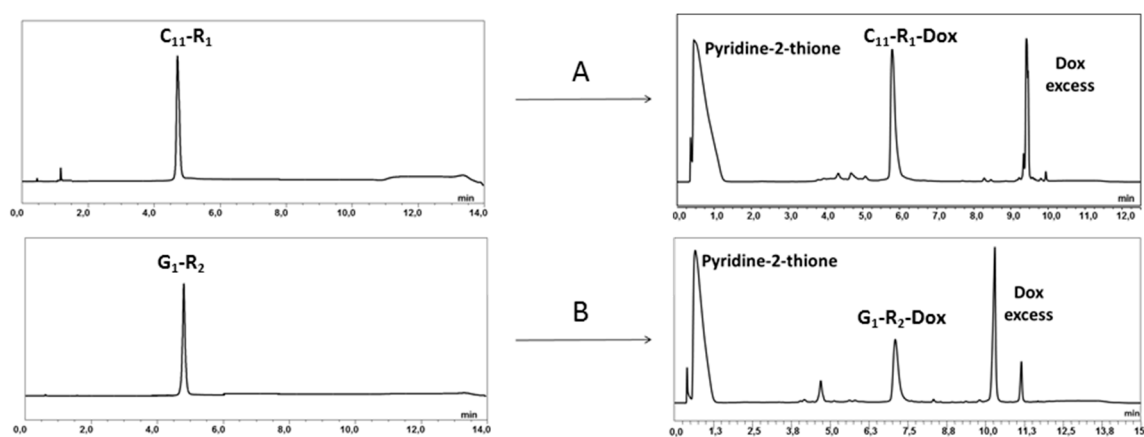 C11-R1
min
0,0 2,0 4,0 6,0 8,0 10,0 12,0 14,0
A
Pyridine-2-thione
C11-R1-Dox
Dox
excess
min
0,0 1,0 2,0 3,0 4,0 5,0 6,0 7,0 8,0 9,0 10,0 11,0 12,0
G1-R2
min
0,0 2,0 4,0 6,0 8,0 10,0 12,0 14,0
B
Pyridine-2-thione
G1-R2-Dox
Dox
excess
min
0,0 1,3 2,5 3,8 5,0 6,3 7,5 8,8 10,0 11,3 12,5 13,8 15